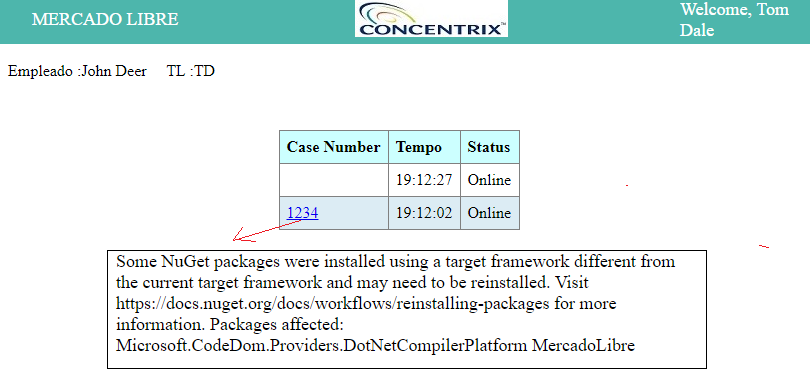 MERCADO LIBRE
CONCENTRIX™
Welcome, Tom
Dale
Empleado :John Deer TL :TD
Case Number Tempo Status
19:12:27 Online
1234 19:12:02 Online
Some NuGet packages were installed using a target framework different from
the current target framework and may need to be reinstalled. Visit
https://docs.nuget.org/docs/workflows/reinstalling-packages for more
information. Packages affected:
Microsoft.CodeDom.Providers.DotNetCompilerPlatform MercadoLibre